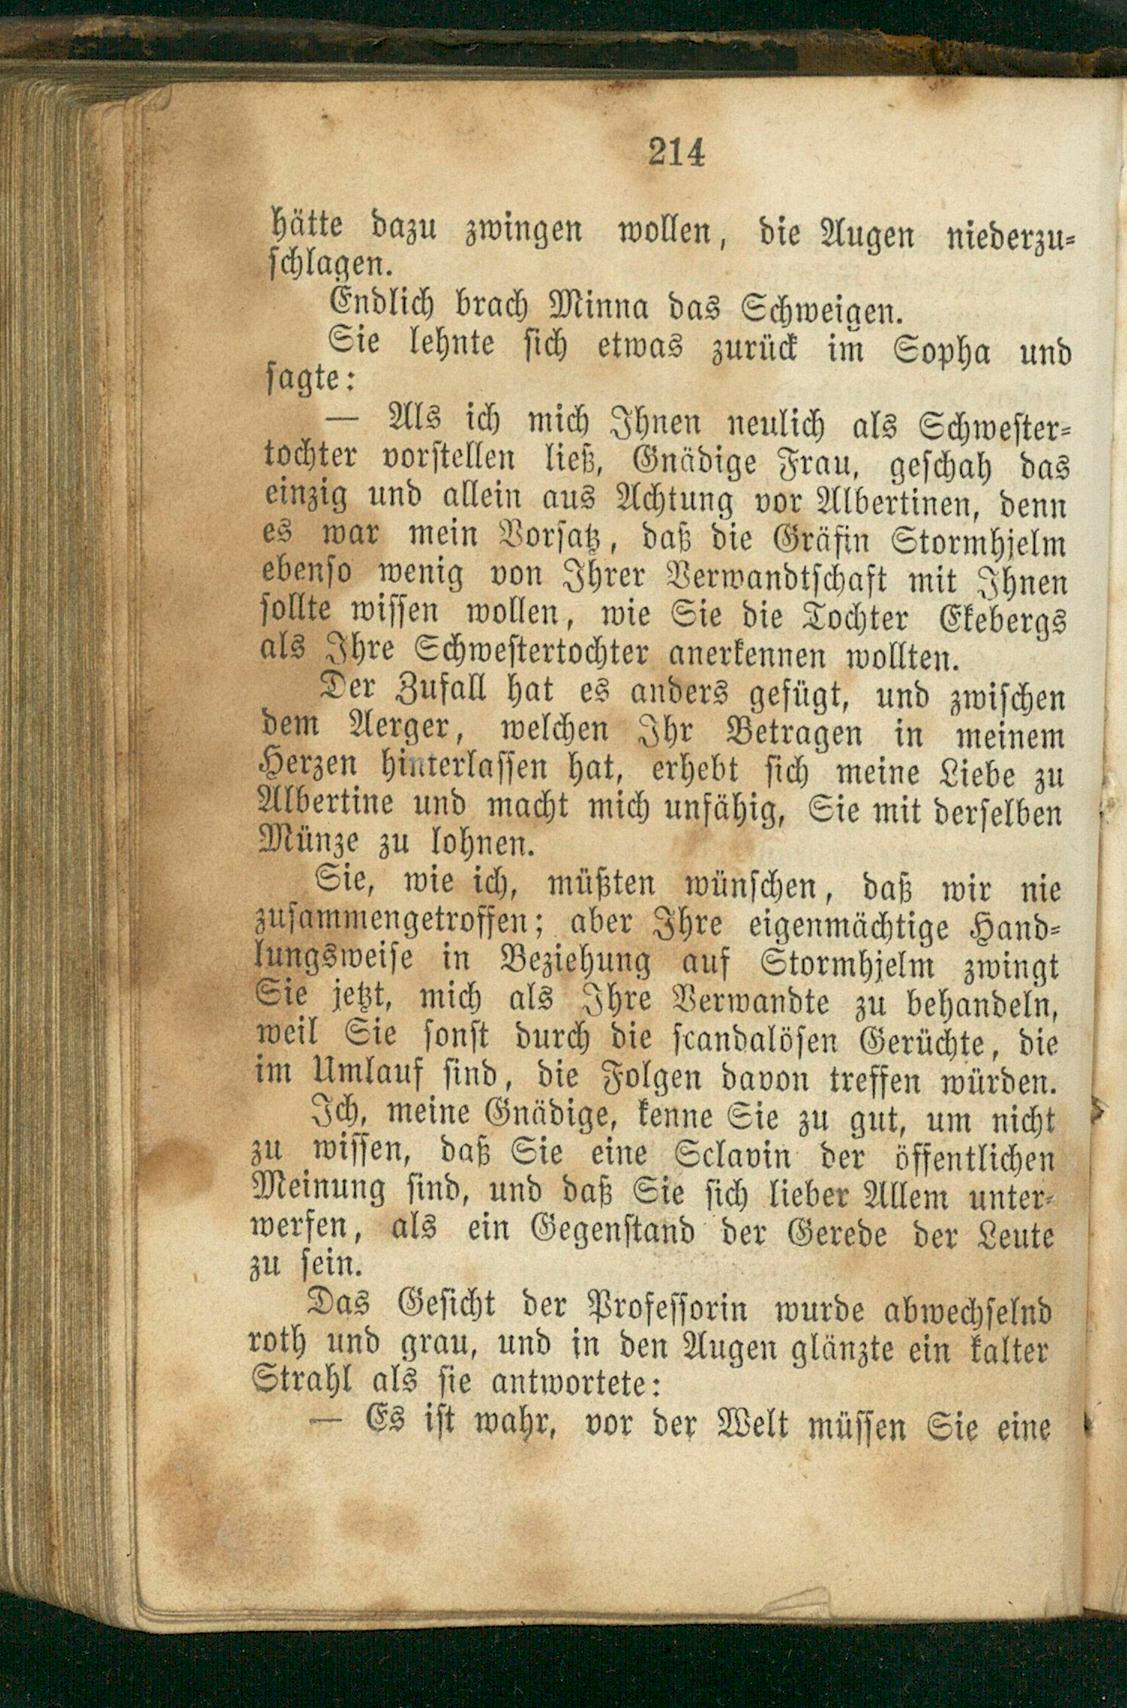 214
hätte dazu zwingen wollen, die Augen niederzu-
schlagen.
Endlich brach Minna das Schweigen.
Sie lehnte sich etwas zurück im Sopha und
sagte:
— Als ich mich Ihnen neulich als Schwester-
tochter vorstellen ließ, Gnädige Frau, geschah das
einzig und allein aus Achtung vor Albertinen, denn
es war mein Vorsatz, daß die Gräfin Stormhjelm
ebenso wenig von Ihrer Verwandtschaft mit Ihnen
sollte wissen wollen, wie Sie die Tochter Ekebergs
als Ihre Schwestertochter anerkennen wollten.
Der Zufall hat es anders gefügt, und zwischen
dem Aerger, welchen Ihr Betragen in meinem
Herzen hinterlassen hat, erhebt sich meine Liebe zu
Albertine und macht mich unfähig, Sie mit derselben
Münze zu lohnen.
Sie, wie ich, müßten wünschen, daß wir nie
zusammengetroffen; aber Ihre eigenmächtige Hand-
lungsweise in Beziehung auf Stormhjelm zwingt
Sie jetzt, mich als Ihre Verwandte zu behandeln,
weil Sie sonst durch die scandalösen Gerüchte, die
im Umlauf sind, die Folgen davon treffen würden.
Ich, meine Gnädige, kenne Sie zu gut, um nicht
zu wissen, daß Sie eine Sclavin der öffentlichen
Meinung sind, und daß Sie sich lieber Allem unter-
werfen, als ein Gegenstand der Gerede der Leute
zu sein.
Das Gesicht der Professorin wurde abwechselnd
roth und grau, und in den Augen glänzte ein kalter
Strahl als sie antwortete:
— Es ist wahr, vor der Welt müssen Sie eine